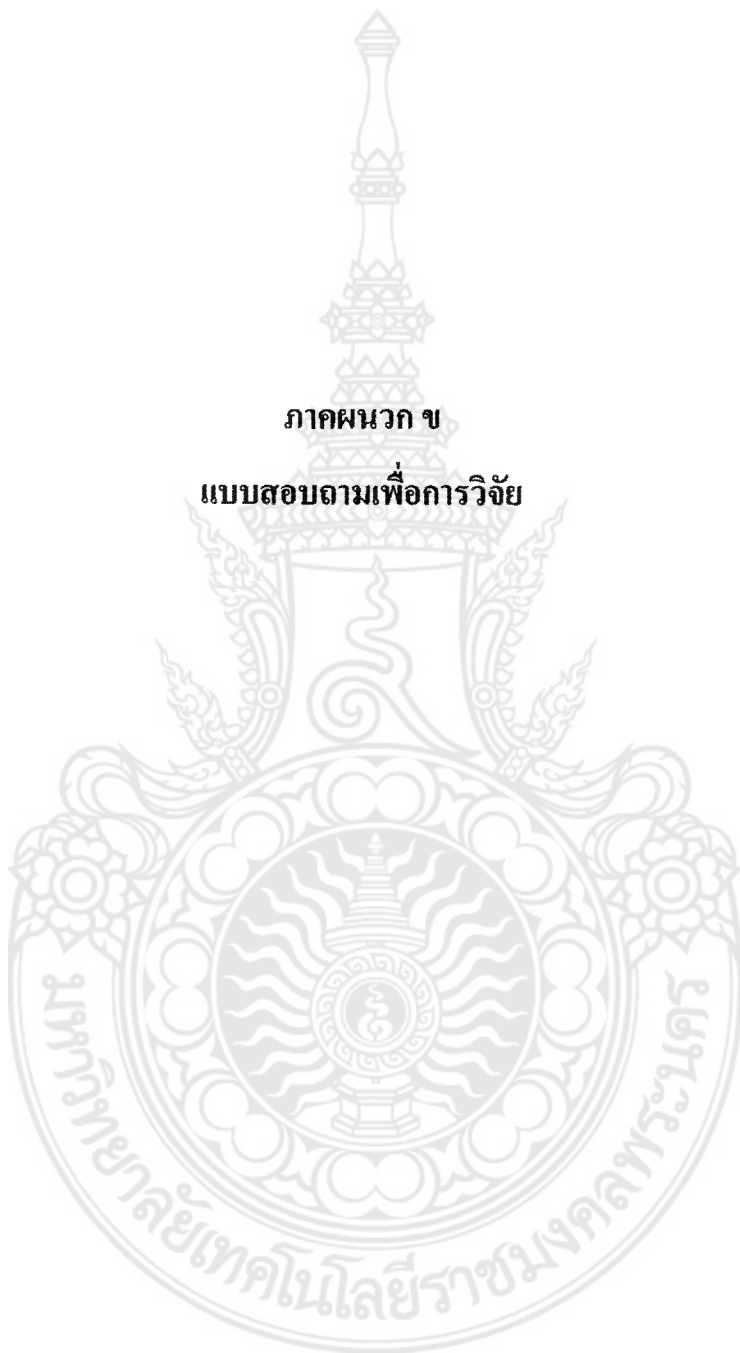 ภาคผนวก ข
แบบสอบถามเพื่อการวิจัย
มหาวิทยาลัยเทคโนโลยีราชมงคลพระนคร